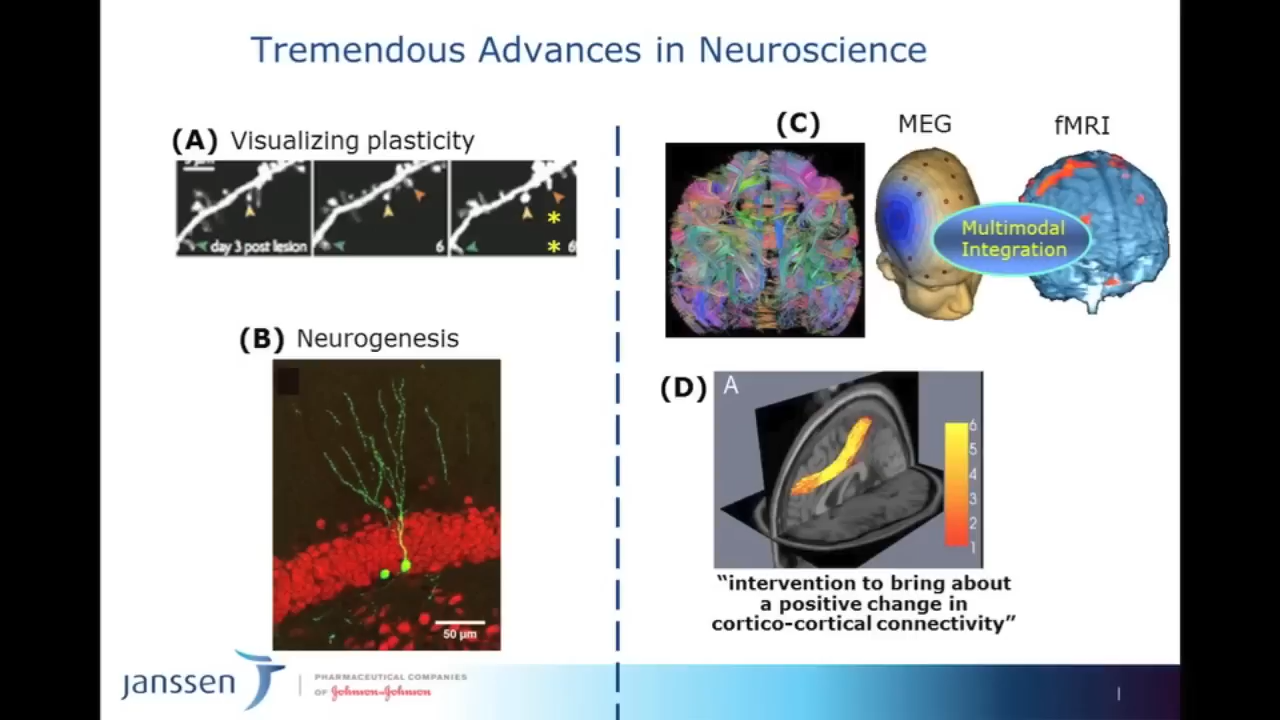 Tremendous Advances in Neuroscience
(A) Visualizing plasticity
day 3 post lesion
6
(B) Neurogenesis
50 µm
(C)
MEG
fMRI
Multimodal
Integration
(D)
A
6
5
4
3
2
1
“intervention to bring about
a positive change in
cortico-cortical connectivity”
janssen
PHARMACEUTICAL COMPANIES
OF Johnson-Johnson